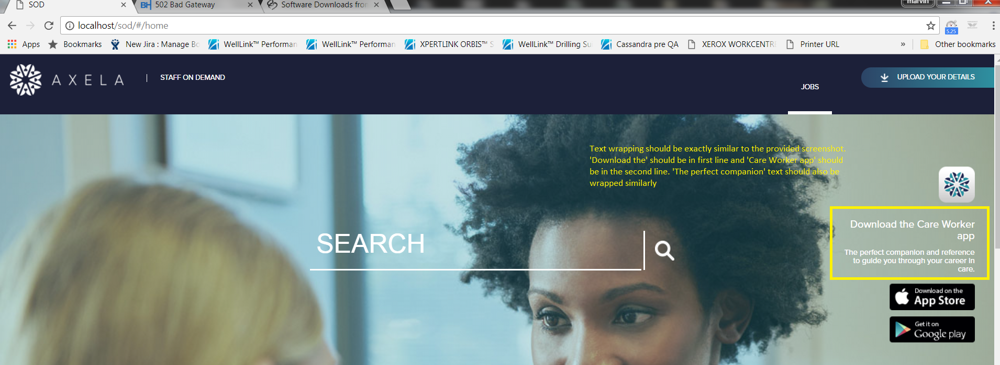 SOD
502 Bad Gateway
Software Downloads from
marvin
localhost/sod/#/home
5.25
Apps
Bookmarks
New Jira : Manage Bo
WellLink™ Performan
WellLink™ Performan
XPERTLINK ORBIS™ S
WellLink™ Drilling Su
Cassandra pre QA
XEROX WORKCENTRE
Printer URL
»
Other bookmarks
AXELA
STAFF ON DEMAND
JOBS
UPLOAD YOUR DETAILS
Text wrapping should be exactly similar to the provided screenshot.
'Download the' should be in first line and 'Care Worker app' should
be in the second line. 'The perfect companion' text should also be
wrapped similarly
SEARCH
Download the Care Worker
app
The perfect companion and reference
to guide you through your career in
care.
Download on the
App Store
Get it on
Google play